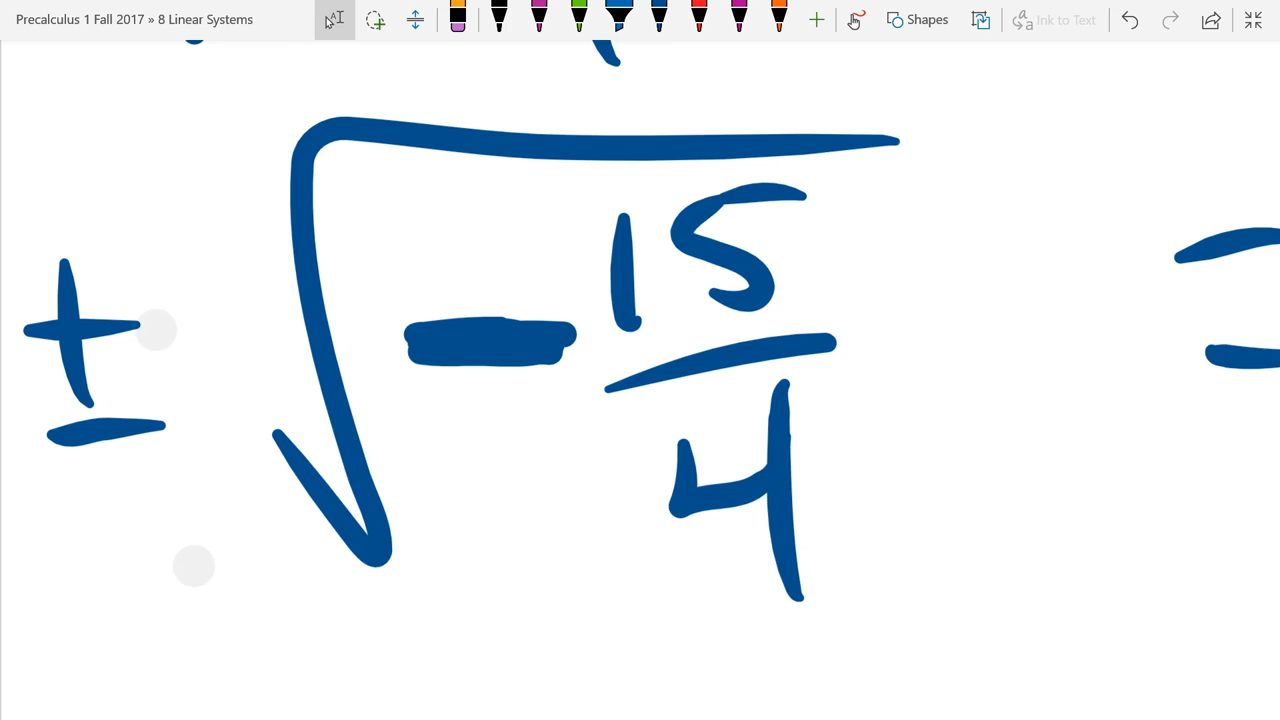 Precalculus 1 Fall 2017 » 8 Linear Systems
Shapes
Ink to Text
± √ - 15/4 =